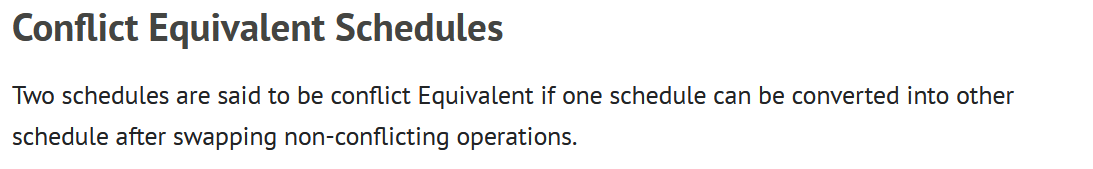 Conflict Equivalent Schedules
Two schedules are said to be conflict Equivalent if one schedule can be converted into other
schedule after swapping non-conflicting operations.